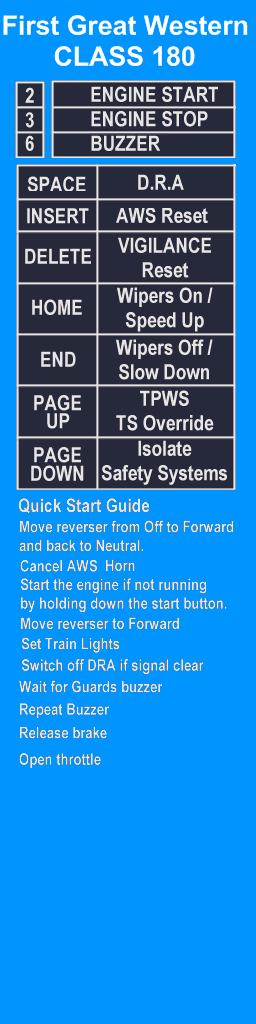 First Great Western
CLASS 180
2 ENGINE START
3 ENGINE STOP
6 BUZZER
SPACE D.R.A
INSERT AWS Reset
DELETE VIGILANCE
Reset
HOME Wipers On /
Speed Up
END Wipers Off /
Slow Down
PAGE UP TPWS
TS Override
PAGE DOWN Isolate
Safety Systems
Quick Start Guide
Move reverser from Off to Forward
and back to Neutral.
Cancel AWS Horn
Start the engine if not running
by holding down the start button.
Move reverser to Forward
Set Train Lights
Switch off DRA if signal clear
Wait for Guards buzzer
Repeat Buzzer
Release brake
Open throttle